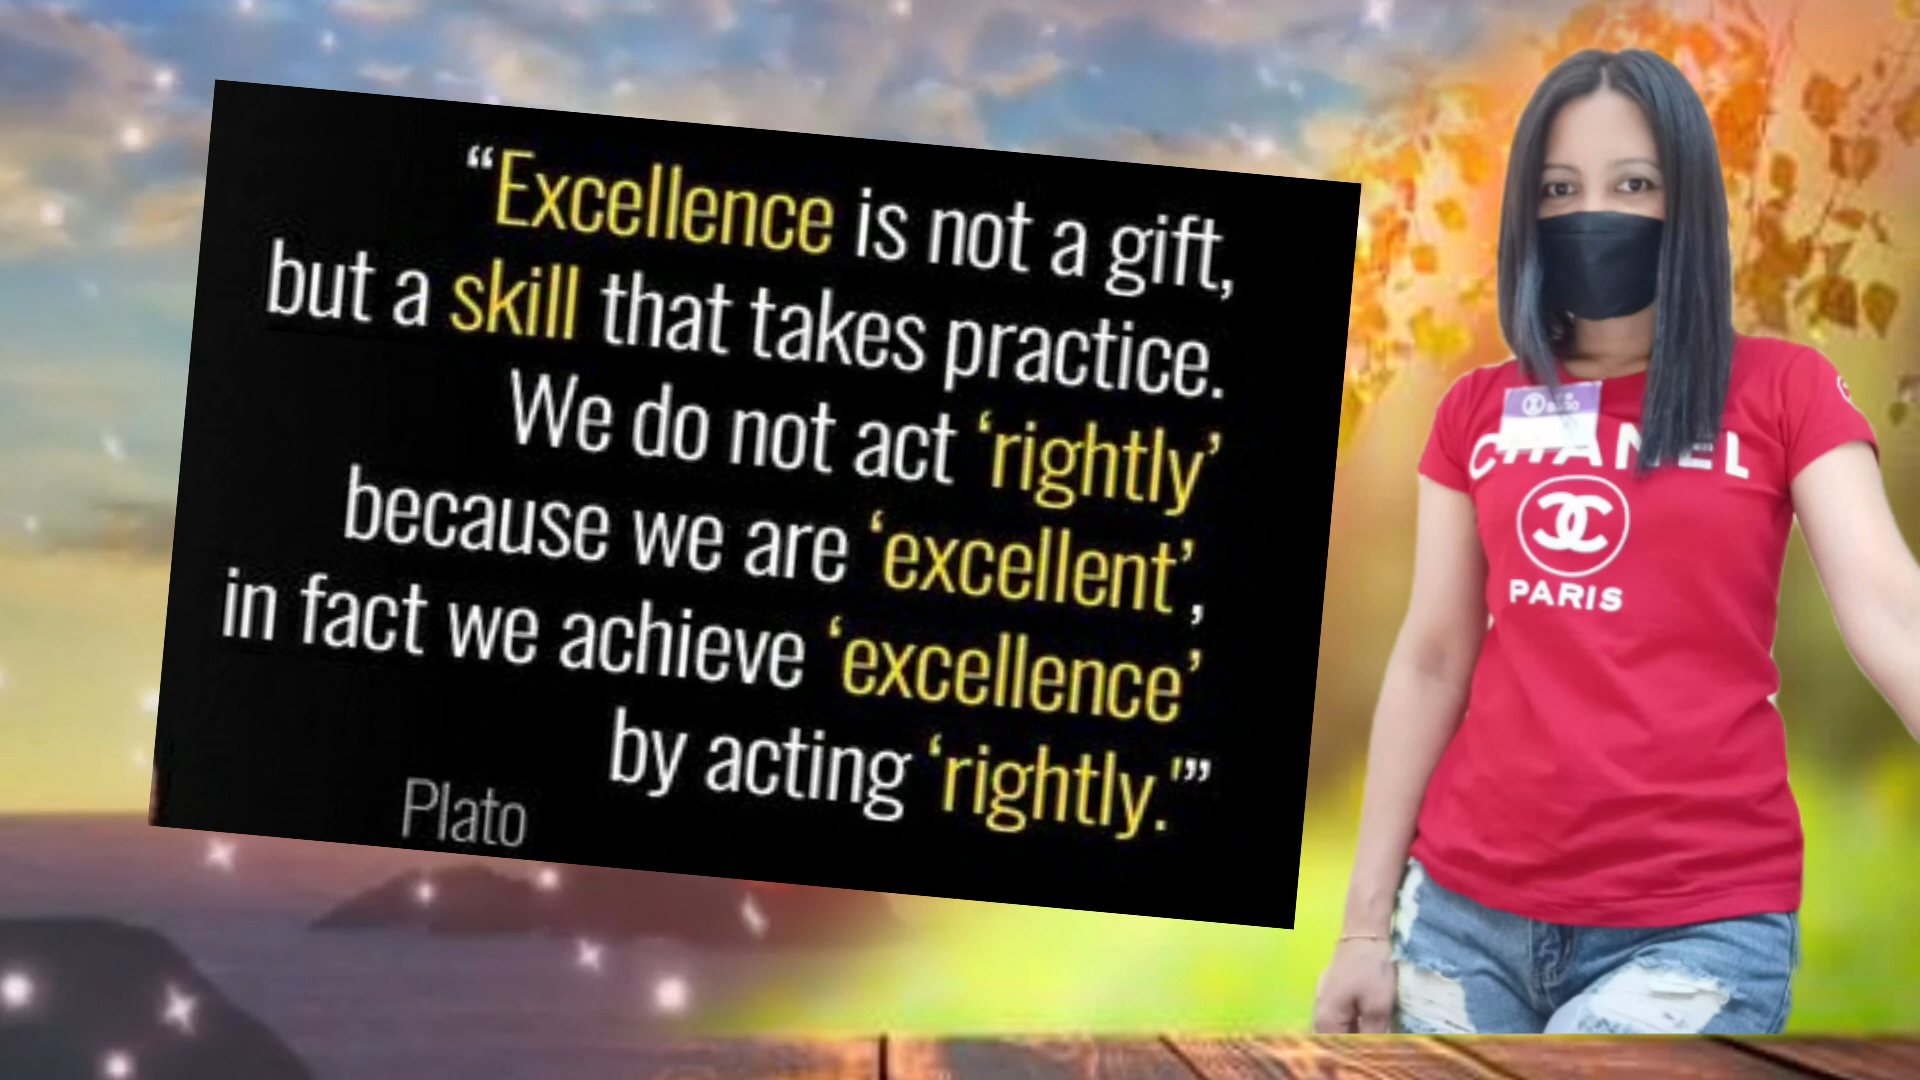 “Excellence is not a gift,
but a skill that takes practice.
We do not act ‘rightly’
because we are ‘excellent’,
in fact we achieve ‘excellence’
by acting ‘rightly.'”
Plato
CHANEL
PARIS